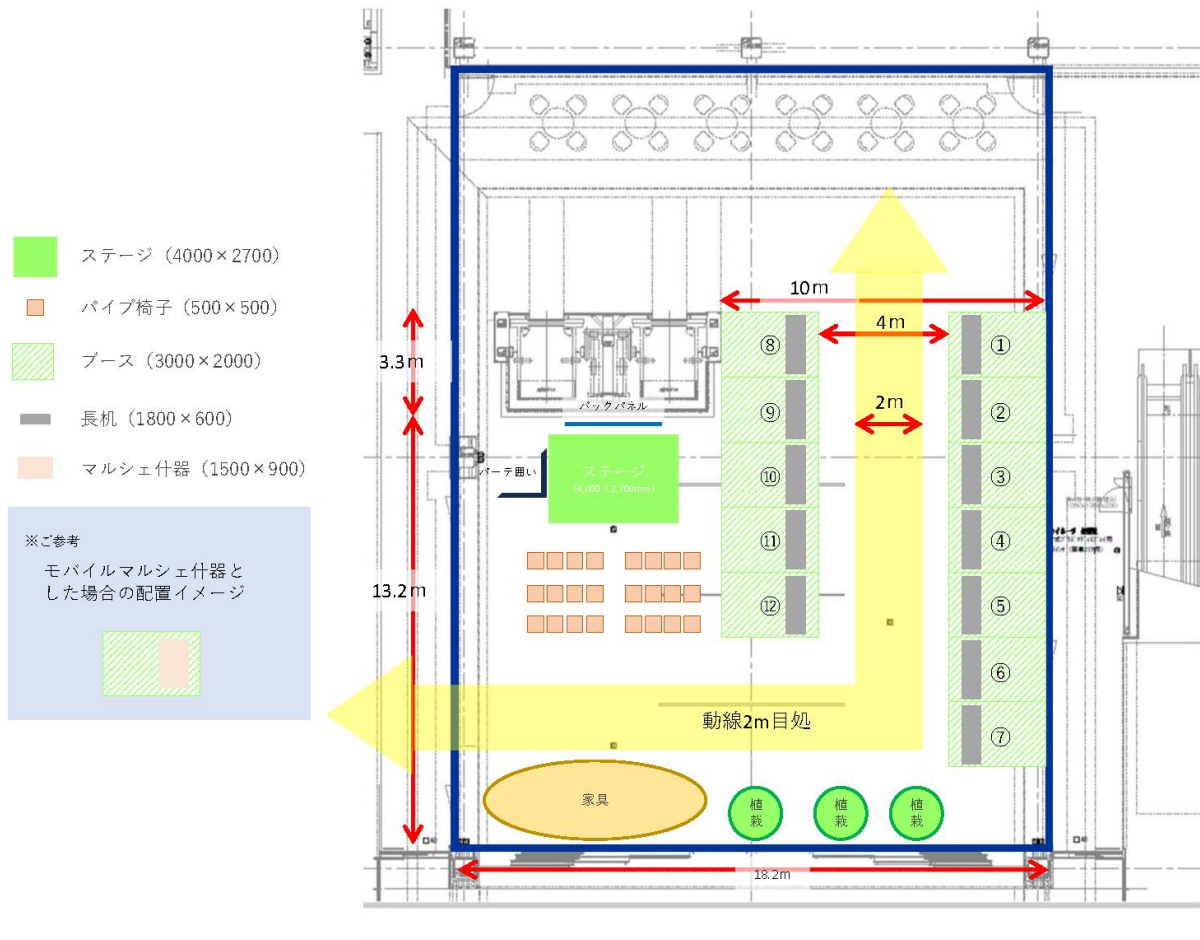 ステージ（4000×2700）
パイプ椅子（500×500）
ブース（3000×2000）
長机（1800×600）
マルシェ什器（1500×900）
※ご参考
モバイルマルシェ什器と
した場合の配置イメージ
10m
4m
2m
3.3m
13.2m
18.2m
バックパネル
パーテ囲い
ステージ
（4,000×2,700mm）
⑧
⑨
⑩
⑪
⑫
①
②
③
④
⑤
⑥
⑦
動線2m目処
家具
植
栽
植
栽
植
栽